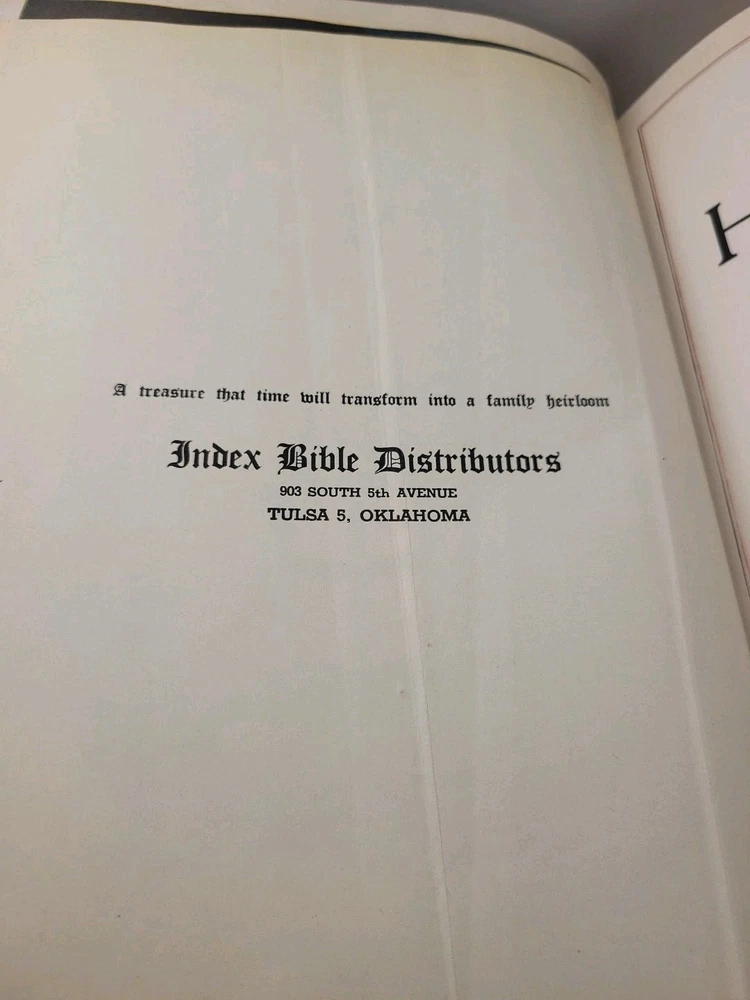 A treasure that time will transform into a family heirloom
Index Bible Distributors
903 SOUTH 5th AVENUE
TULSA 5, OKLAHOMA
H